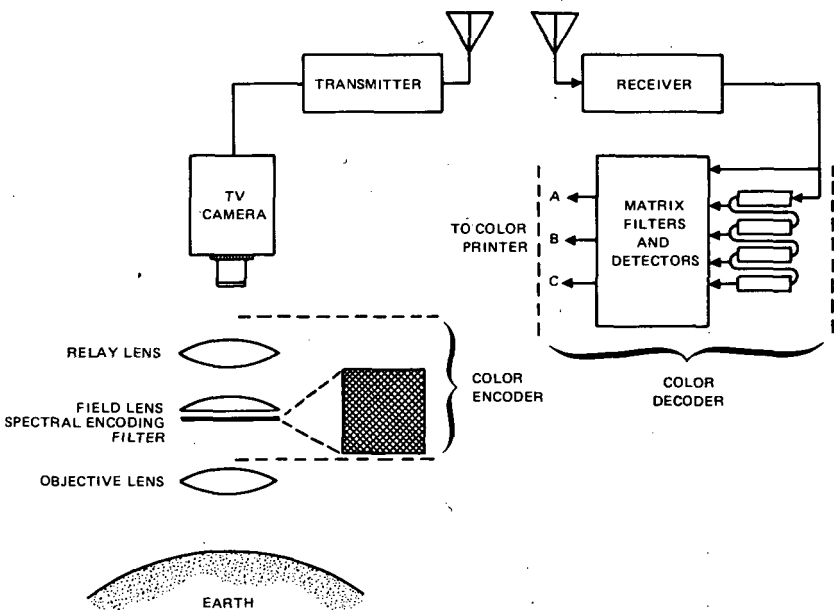 TRANSMITTER
RECEIVER
TV
CAMERA
TO COLOR
PRINTER
A
B
C
MATRIX
FILTERS
AND
DETECTORS
RELAY LENS
FIELD LENS
SPECTRAL ENCODING
FILTER
OBJECTIVE LENS
COLOR
ENCODER
COLOR
DECODER
EARTH